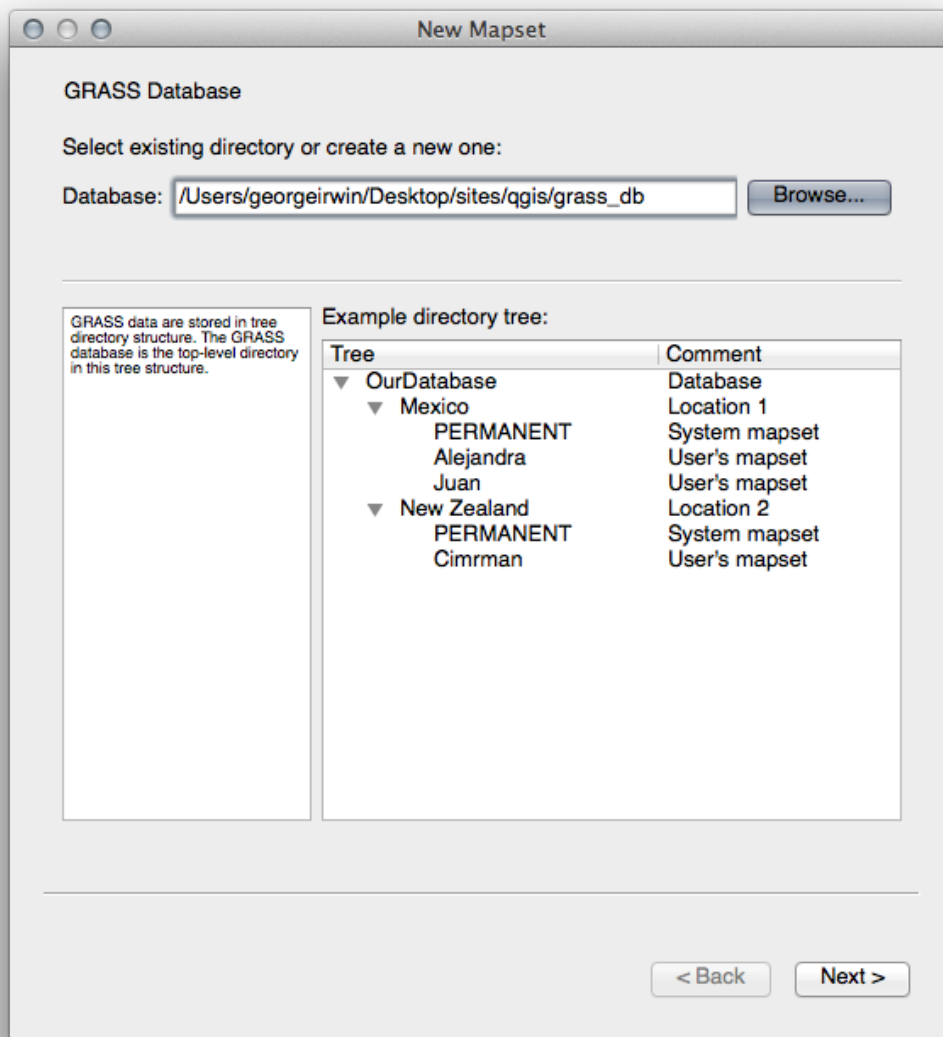 New Mapset
GRASS Database
Select existing directory or create a new one:
Database: /Users/georgeirwin/Desktop/sites/qgis/grass_db Browse...
GRASS data are stored in tree
directory structure. The GRASS
database is the top-level directory
in this tree structure.
Example directory tree:
Tree Comment
OurDatabase Database
Mexico Location 1
PERMANENT System mapset
Alejandra User's mapset
Juan User's mapset
New Zealand Location 2
PERMANENT System mapset
Cimrman User's mapset
< Back Next >